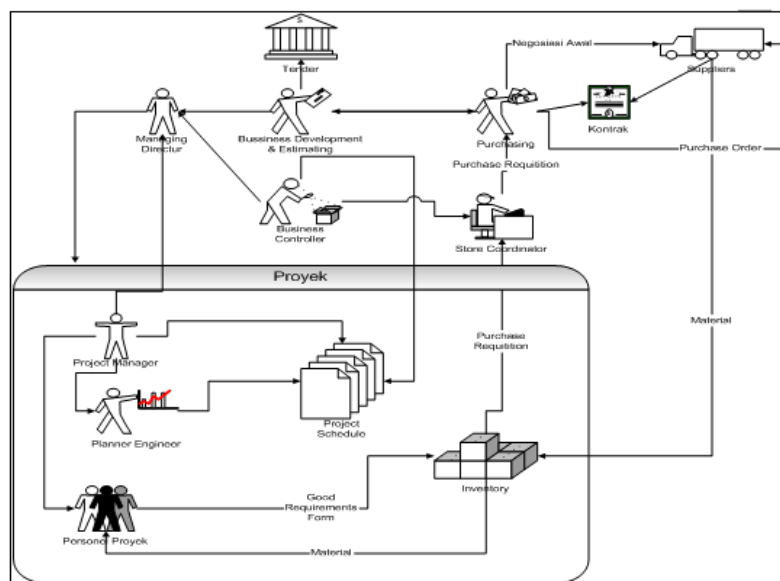 Negosiasi Awal
Tender
Suppliers
Managing
Director
Bussiness Development
& Estimating
Purchasing
Kontrak
Purchase Order
Purchase Requitition
Business
Controller
Store Coordinator
Proyek
Project Manager
Purchase
Requitition
Material
Planner Engineer
Project
Schedule
Inventory
Good
Requirements
Form
Personel Proyek
Material